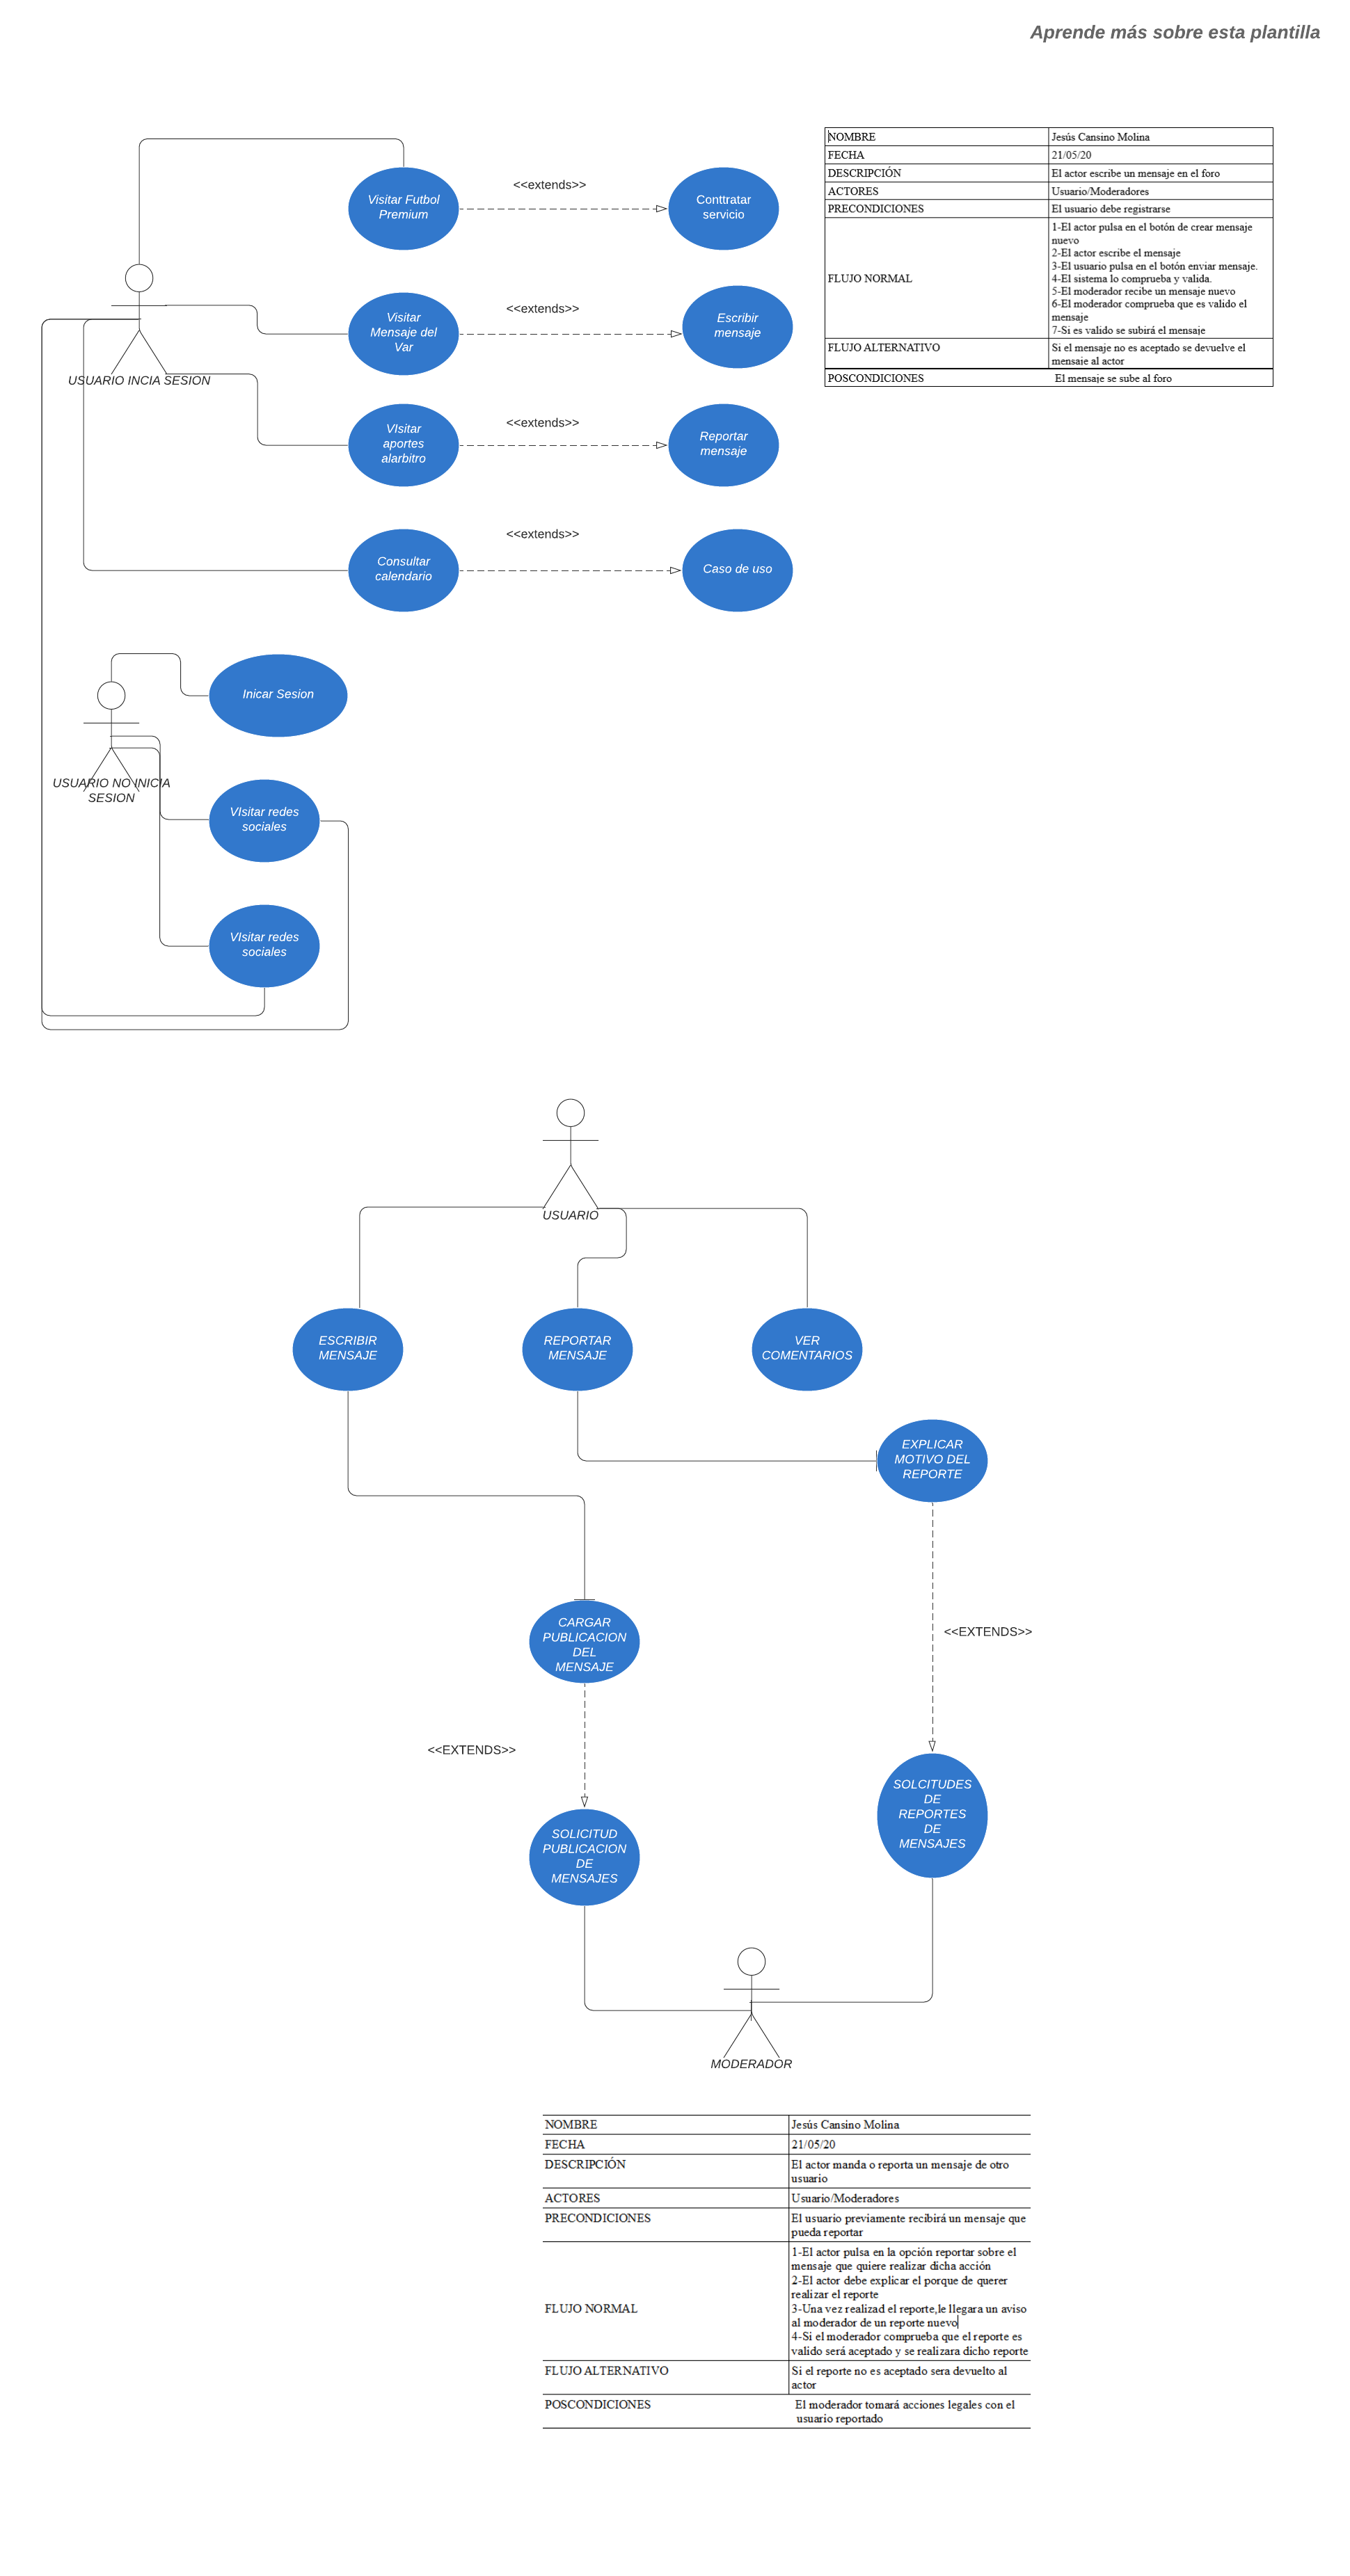 Aprende más sobre esta plantilla
Visitar Futbol
Premium
<<extends>>
Conttratar
servicio
USUARIO INCIA SESION
Visitar
Mensaje del
Var
<<extends>>
Escribir
mensaje
VIsitar
aportes
alarbitro
<<extends>>
Reportar
mensaje
Consultar
calendario
<<extends>>
Caso de uso
NOMBRE Jesús Cansino Molina
FECHA 21/05/20
DESCRIPCIÓN El actor escribe un mensaje en el foro
ACTORES Usuario/Moderadores
PRECONDICIONES El usuario debe registrarse
FLUJO NORMAL
1-El actor pulsa en el botón de crear mensaje
nuevo
2-El actor escribe el mensaje
3-El usuario pulsa en el botón enviar mensaje.
4-El sistema lo comprueba y valida.
5-El moderador recibe un mensaje nuevo
6-El moderador comprueba que es valido el
mensaje
7-Si es valido se subirá el mensaje
FLUJO ALTERNATIVO Si el mensaje no es aceptado se devuelve el
mensaje al actor
POSCONDICIONES El mensaje se sube al foro
Inicar Sesion
USUARIO NO INICIA
SESION
VIsitar redes
sociales
VIsitar redes
sociales
USUARIO
ESCRIBIR
MENSAJE
REPORTAR
MENSAJE
VER
COMENTARIOS
EXPLICAR
MOTIVO DEL
REPORTE
CARGAR
PUBLICACION
DEL
MENSAJE
<<EXTENDS>>
<<EXTENDS>>
SOLCITUDES
DE
REPORTES
DE
MENSAJES
SOLICITUD
PUBLICACION
DE
MENSAJES
MODERADOR
NOMBRE Jesús Cansino Molina
FECHA 21/05/20
DESCRIPCIÓN El actor manda o reporta un mensaje de otro
usuario
ACTORES Usuario/Moderadores
PRECONDICIONES El usuario previamente recibirá un mensaje que
pueda reportar
FLUJO NORMAL
1-El actor pulsa en la opción reportar sobre el
mensaje que quiere realizar dicha acción
2-El actor debe explicar el porque de querer
realizar el reporte
3-Una vez realizad el reporte,le llegara un aviso
al moderador de un reporte nuevo
4-Si el moderador comprueba que el reporte es
valido será aceptado y se realizara dicho reporte
FLUJO ALTERNATIVO Si el reporte no es aceptado sera devuelto al
actor
POSCONDICIONES El moderador tomará acciones legales con el
usuario reportado